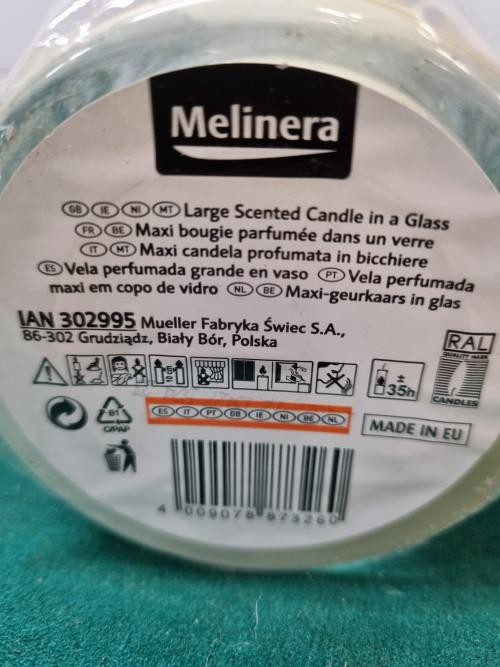 Melinera
GB IE NI MT Large Scented Candle in a Glass
FR BE Maxi bougie parfumée dans un verre
IT MT Maxi candela profumata in bicchiere
ES Vela perfumada grande en vaso PT Vela perfumada
maxi em copo de vidro NL BE Maxi-geurkaars in glas
IAN 302995 Mueller Fabryka Świec S.A.,
86-302 Grudziądz, Biały Bór, Polska
RAL
QUALITY MARK
CANDLES
± 35h
81
C/PAP
ES IT PT GB IE NI BE NL
MADE IN EU
4 009078 873260